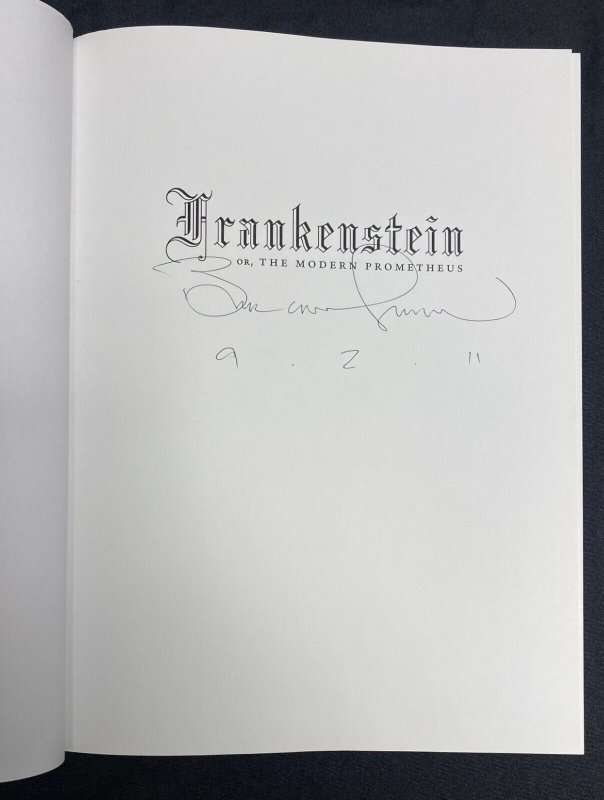 Frankenstein
OR, THE MODERN PROMETHEUS
9 . 2 . 11